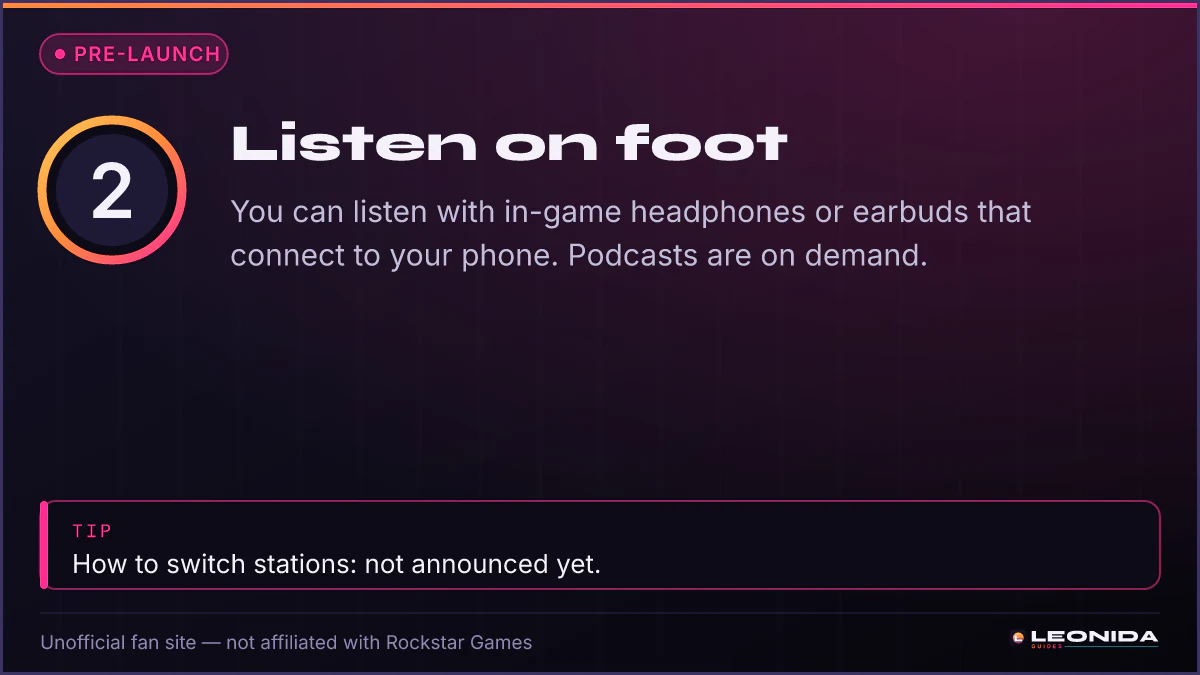 PRE-LAUNCH
2
Listen on foot
You can listen with in-game headphones or earbuds that
connect to your phone. Podcasts are on demand.
TIP
How to switch stations: not announced yet.
Unofficial fan site — not affiliated with Rockstar Games
LEONIDA
GUIDES